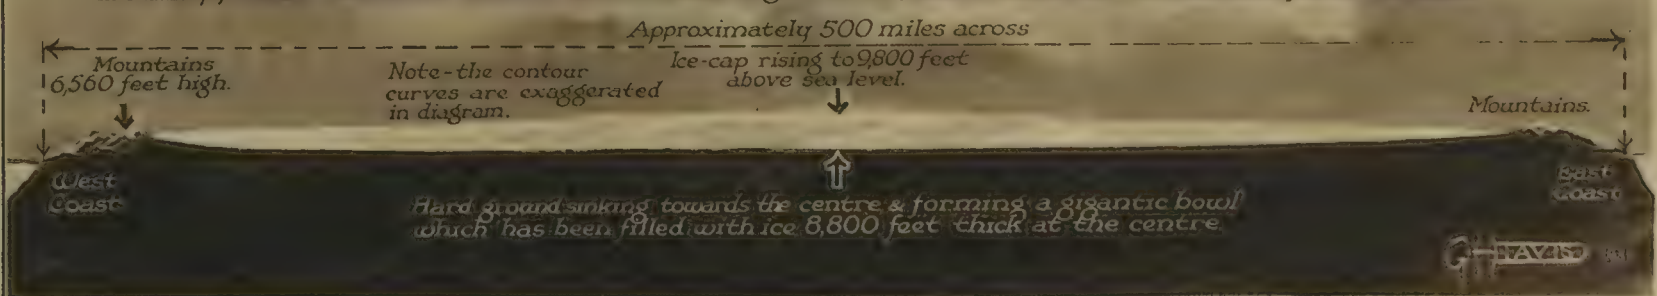 Approximately 500 miles across
Mountains
6,560 feet high.
Note-the contour
curves are exaggerated
in diagram.
Ice-cap rising to 9,800 feet
above sea level.
Mountains.
West
Coast
East
Coast
Hard ground sinking towards the centre & forming a gigantic bowl
which has been filled with ice 8,800 feet thick at the centre.
G H DAVIS